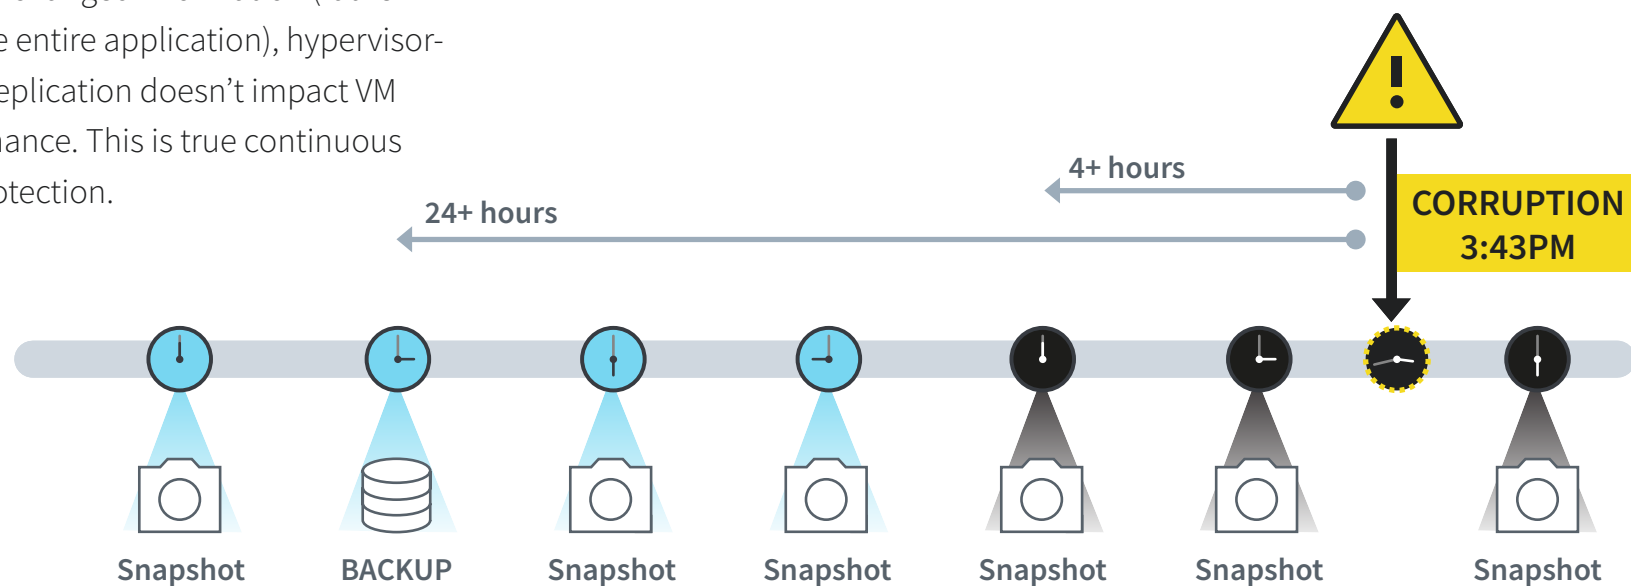 e entire application), hypervisor-
eplication doesn’t impact VM
ance. This is true continuous
otection.
4+ hours
24+ hours
CORRUPTION
3:43PM
Snapshot
BACKUP
Snapshot
Snapshot
Snapshot
Snapshot
Snapshot